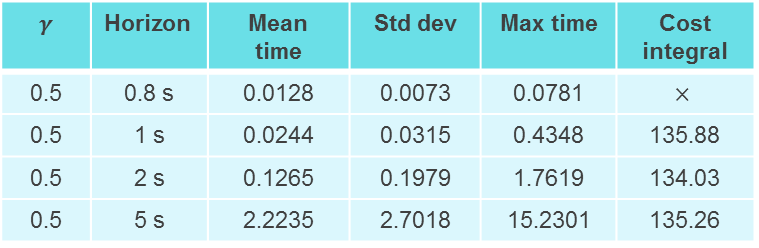 γ Horizon Mean time Std dev Max time Cost integral
0.5 0.8 s 0.0128 0.0073 0.0781 ×
0.5 1 s 0.0244 0.0315 0.4348 135.88
0.5 2 s 0.1265 0.1979 1.7619 134.03
0.5 5 s 2.2235 2.7018 15.2301 135.26